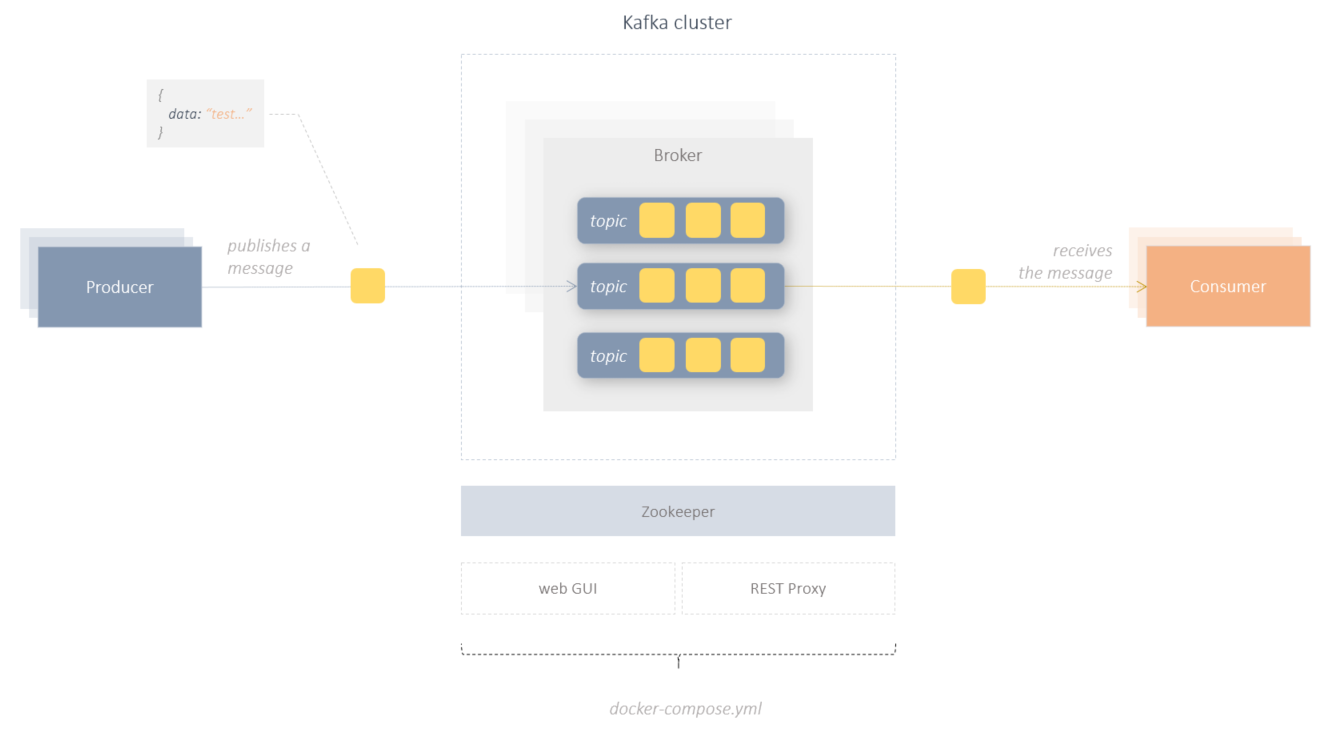 Kafka cluster
{
data: "test..."
}
Broker
topic
publishes a
message
receives
the message
Producer
topic
Consumer
topic
Zookeeper
web GUI
REST Proxy
docker-compose.yml